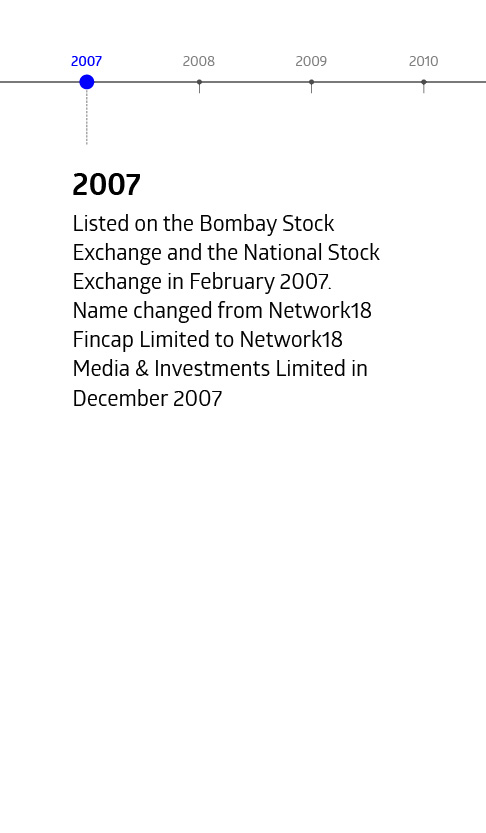 2007 2008 2009 2010
2007
Listed on the Bombay Stock
Exchange and the National Stock
Exchange in February 2007.
Name changed from Network18
Fincap Limited to Network18
Media & Investments Limited in
December 2007